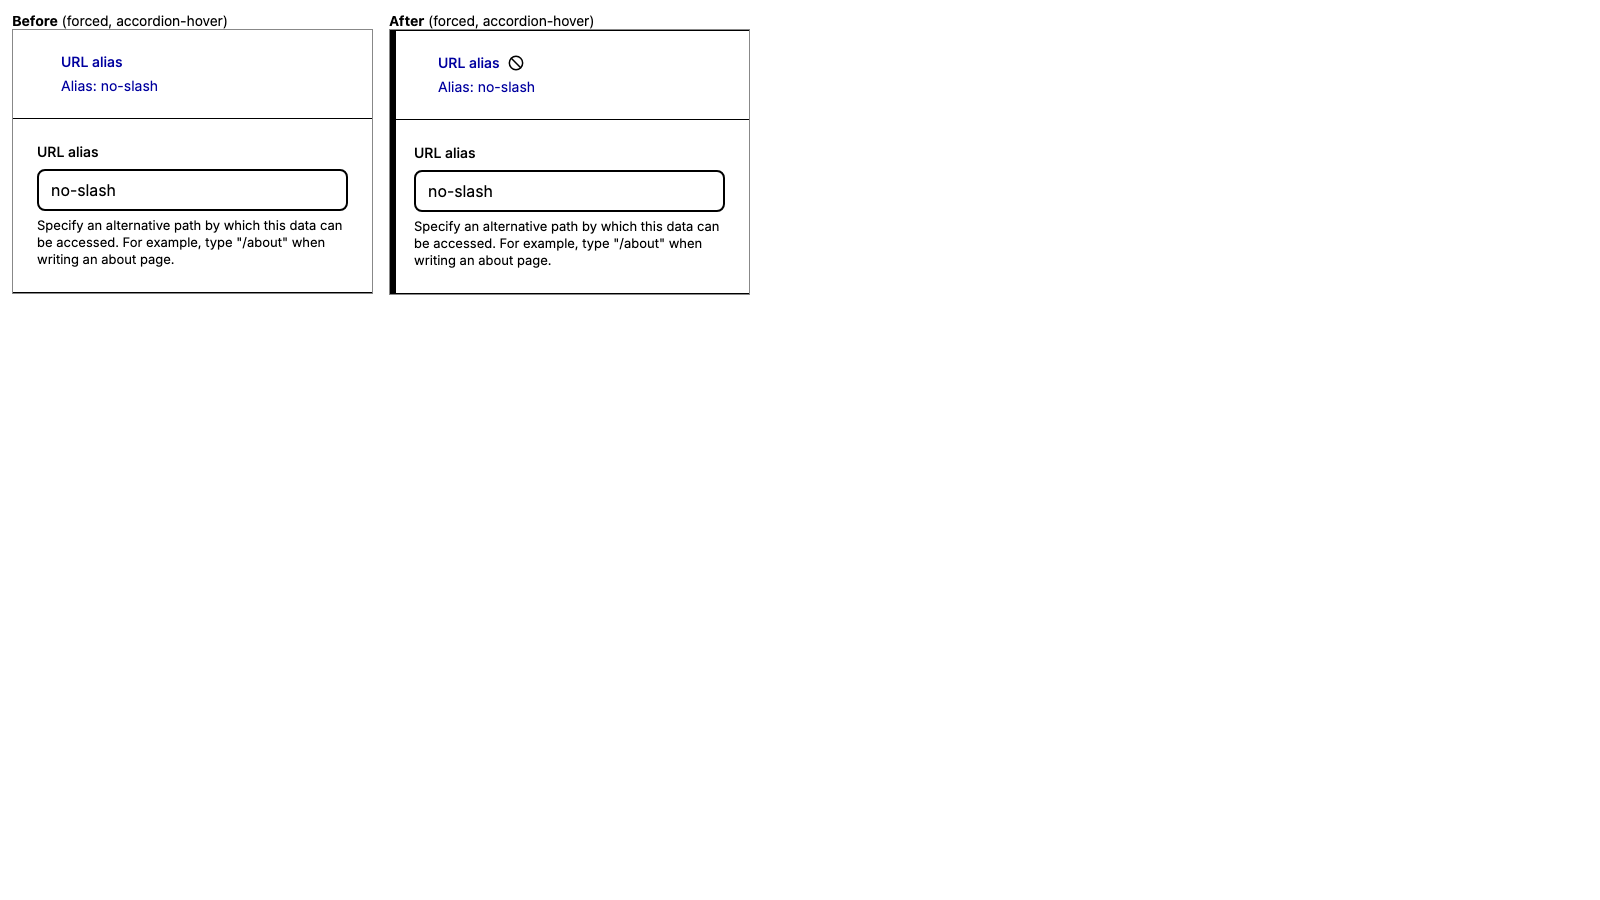 Before (forced, accordion-hover)
URL alias
Alias: no-slash
URL alias
no-slash
Specify an alternative path by which this data can
be accessed. For example, type "/about" when
writing an about page.
After (forced, accordion-hover)
URL alias
Alias: no-slash
URL alias
no-slash
Specify an alternative path by which this data can
be accessed. For example, type "/about" when
writing an about page.